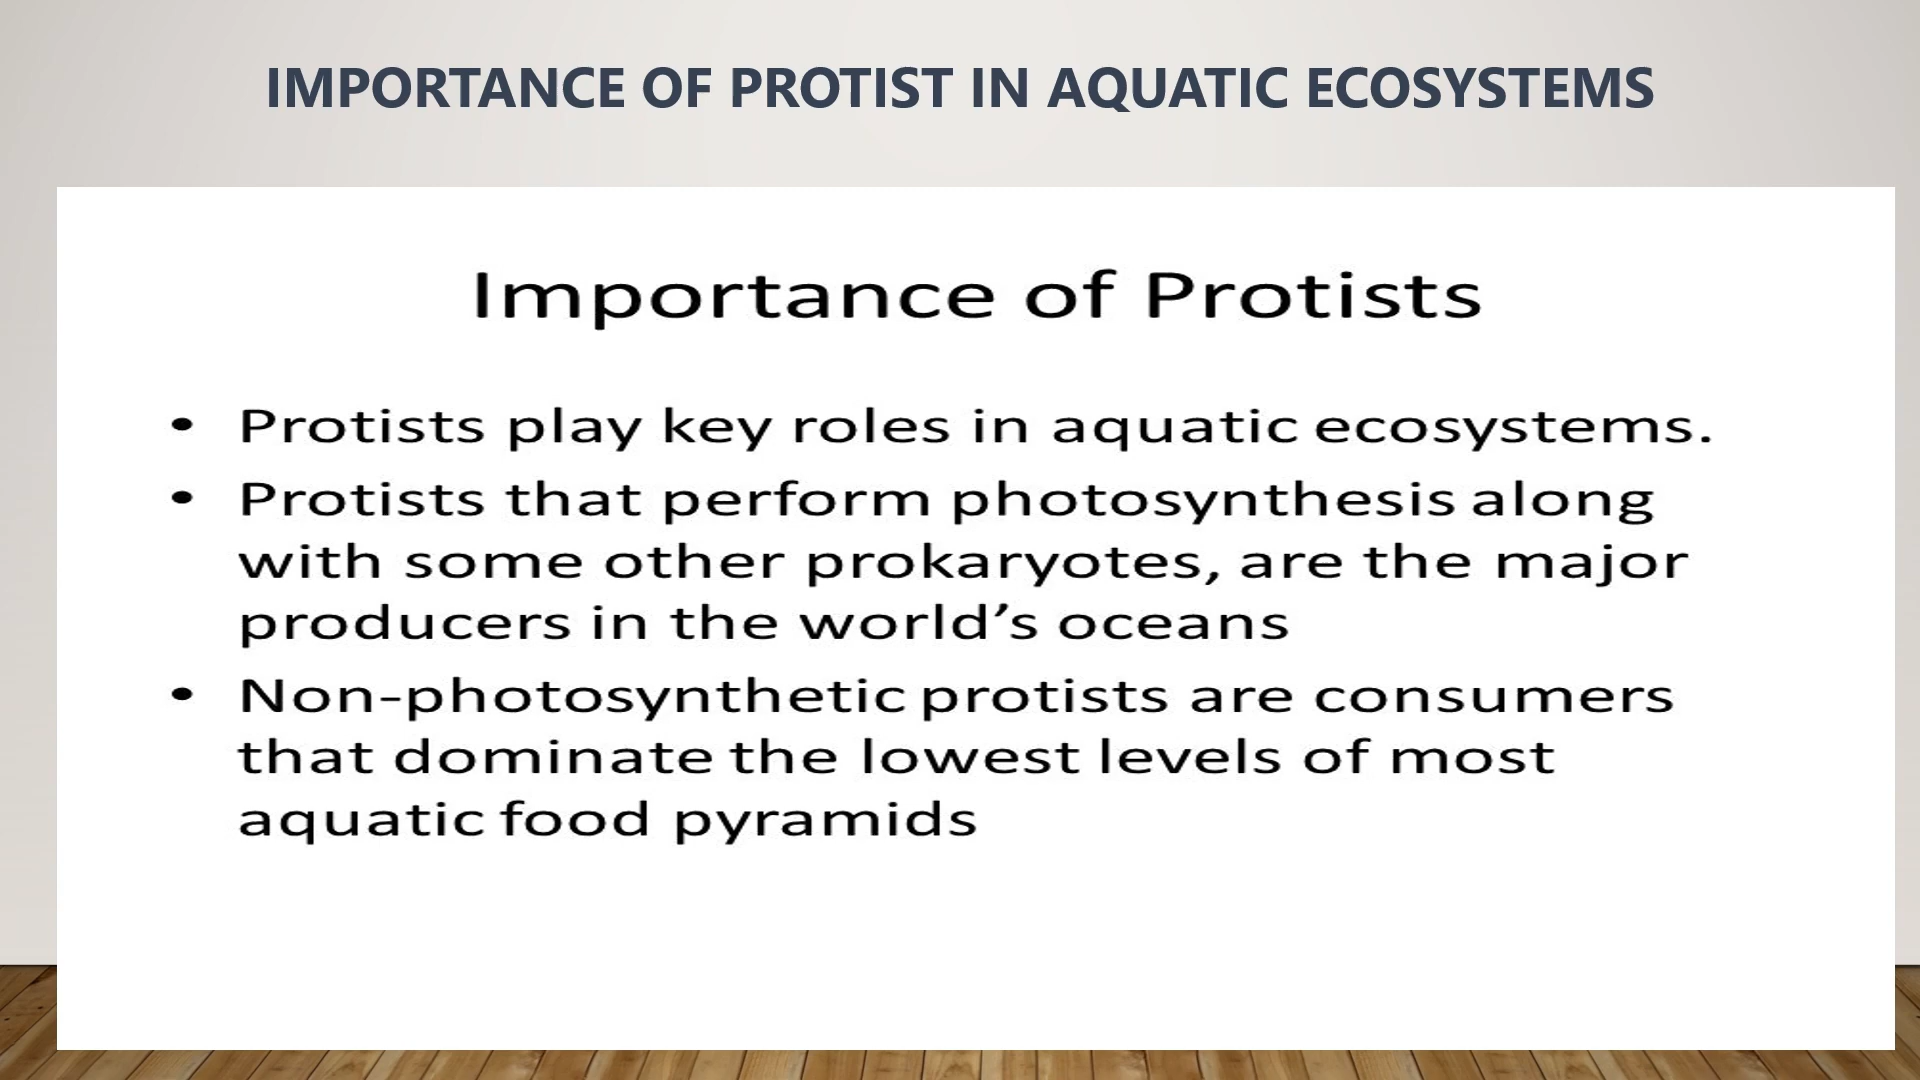 IMPORTANCE OF PROTIST IN AQUATIC ECOSYSTEMS
Importance of Protists
• Protists play key roles in aquatic ecosystems.
• Protists that perform photosynthesis along
with some other prokaryotes, are the major
producers in the world’s oceans
• Non-photosynthetic protists are consumers
that dominate the lowest levels of most
aquatic food pyramids